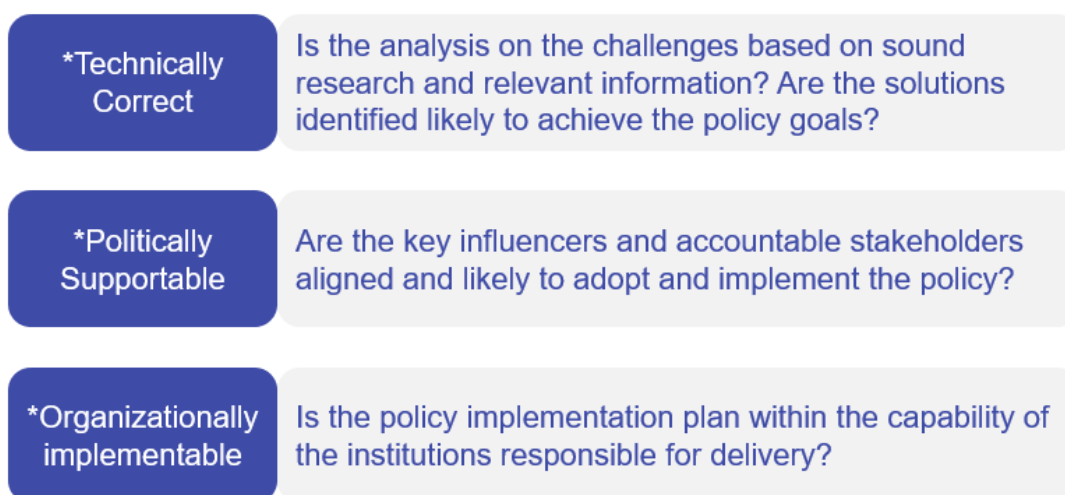 *Technically
Correct
Is the analysis on the challenges based on sound
research and relevant information? Are the solutions
identified likely to achieve the policy goals?
*Politically
Supportable
Are the key influencers and accountable stakeholders
aligned and likely to adopt and implement the policy?
*Organizationally
implementable
Is the policy implementation plan within the capability of
the institutions responsible for delivery?